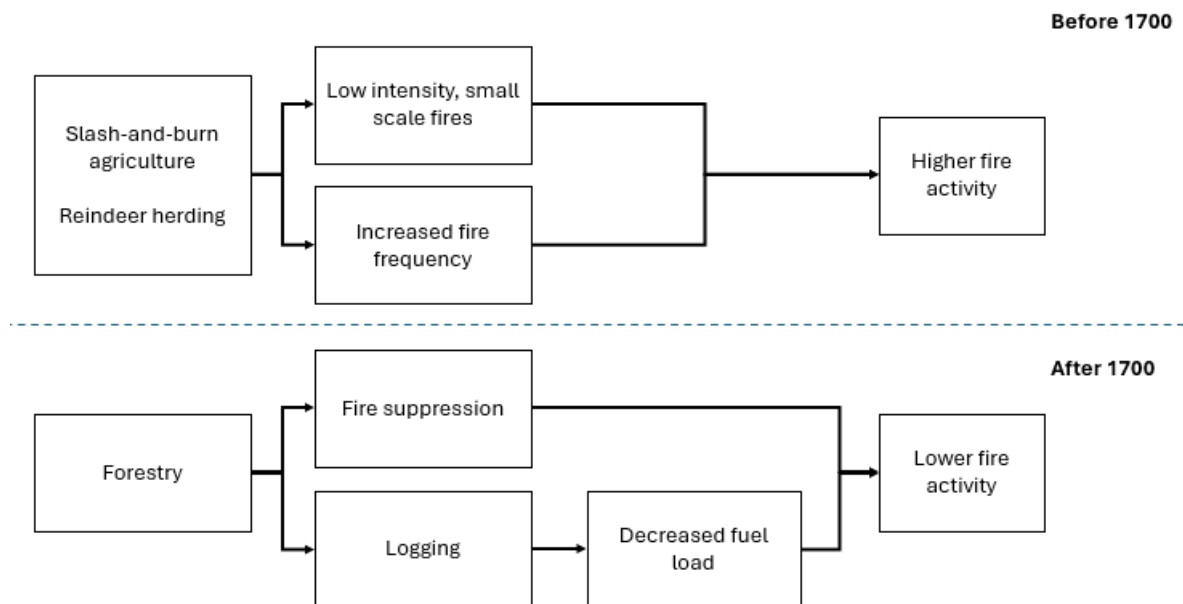 Before 1700
Slash-and-burn
agriculture
Reindeer herding
Low intensity, small
scale fires
Increased fire
frequency
Higher fire
activity
After 1700
Forestry
Fire suppression
Logging
Decreased fuel
load
Lower fire
activity